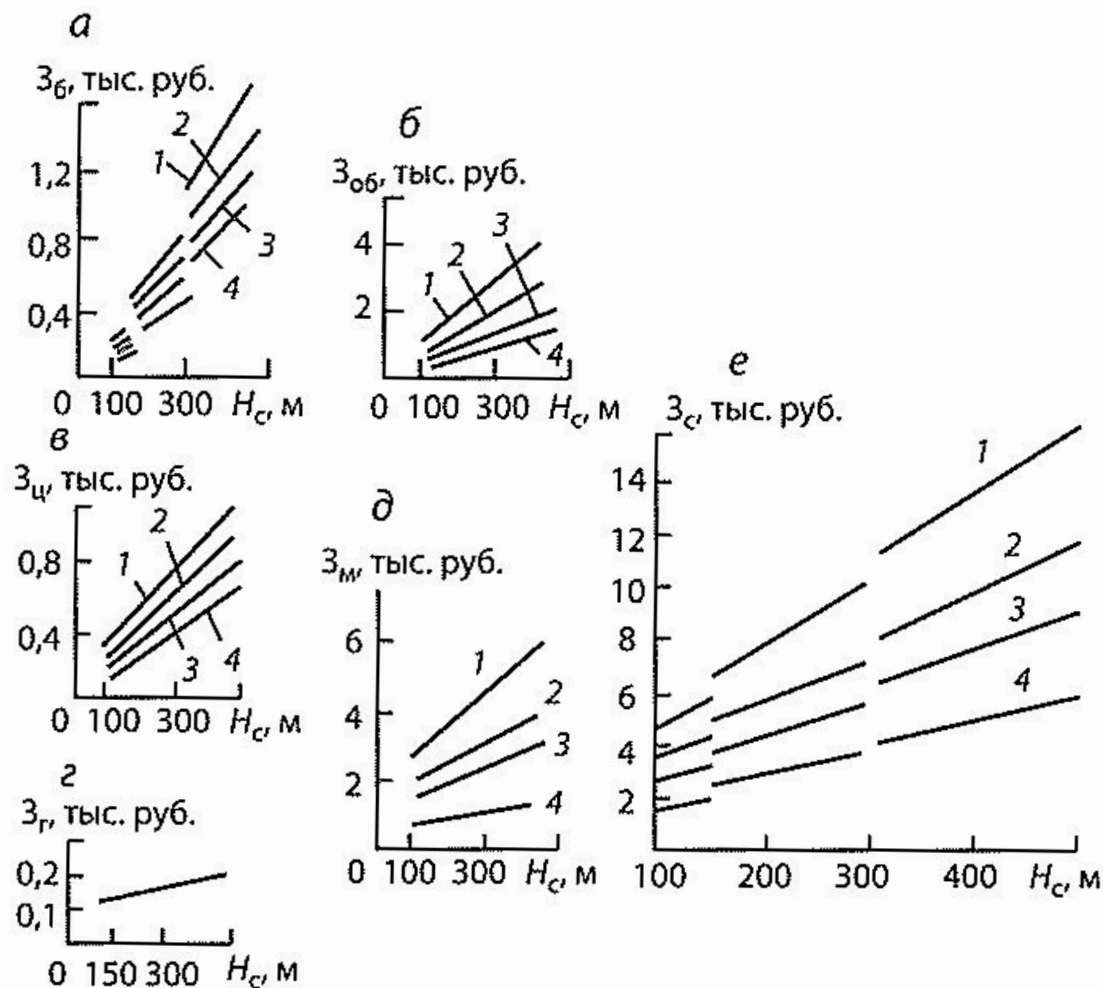 а
З_б, тыс. руб.
1 2
1,2
0,8
3
0,4
4
0 100 300 H_с, м
б
З_об, тыс. руб.
4
1 2 3
2
4
0 100 300 H_с, м
в
З_ц, тыс. руб.
0,8
1 2
0,4
3 4
0 100 300 H_с, м
г
З_г, тыс. руб.
0,2
0,1
0 150 300 H_с, м
д
З_м, тыс. руб.
6
1
4
2
3
2
4
0 100 300 H_с, м
е
З_с, тыс. руб.
14
1
12
2
10
8
3
6
4
4
2
100 200 300 400 H_с, м